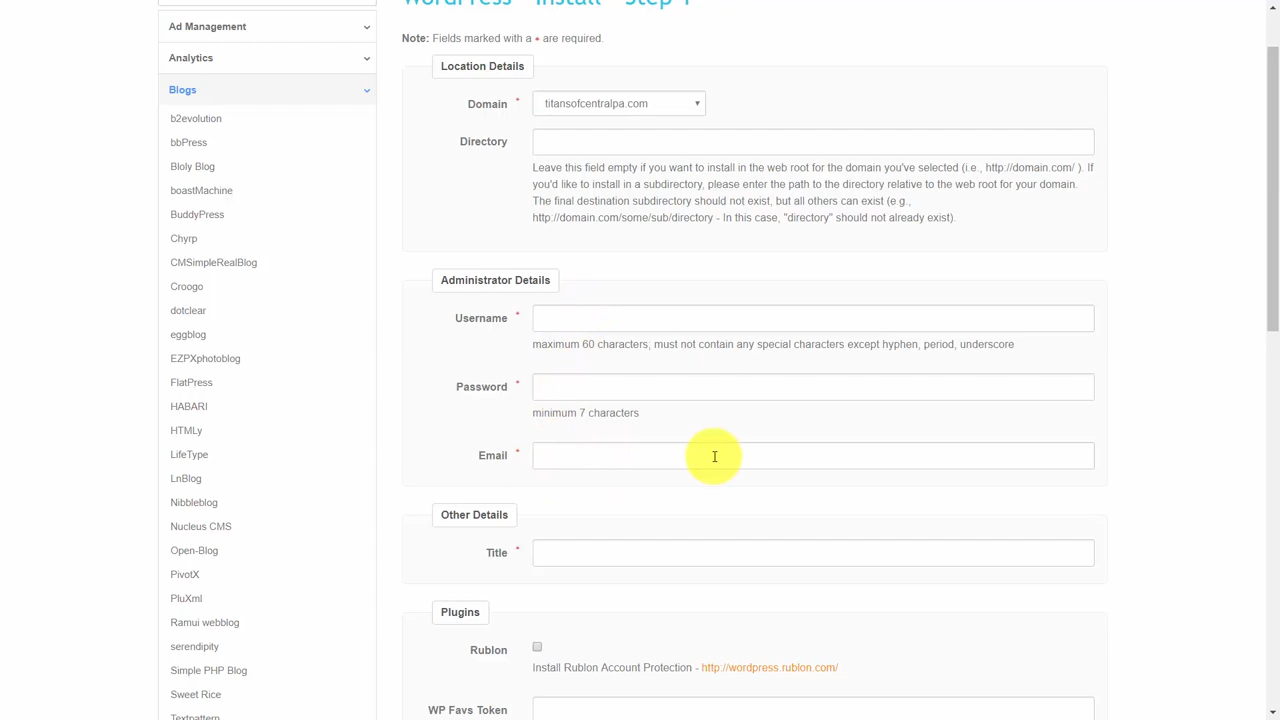 WordPress - Install - Step 1
Ad Management
Analytics
Blogs
b2evolution
bbPress
Bloly Blog
boastMachine
BuddyPress
Chyrp
CMSimpleRealBlog
Croogo
dotclear
eggblog
EZPXphotoblog
FlatPress
HABARI
HTMLy
LifeType
LnBlog
Nibbleblog
Nucleus CMS
Open-Blog
PivotX
PluXml
Ramui webblog
serendipity
Simple PHP Blog
Sweet Rice
Textpattern
Note: Fields marked with a * are required.
Location Details
Domain * titansofcentralpa.com
Directory
Leave this field empty if you want to install in the web root for the domain you've selected (i.e., http://domain.com/ ). If
you'd like to install in a subdirectory, please enter the path to the directory relative to the web root for your domain.
The final destination subdirectory should not exist, but all others can exist (e.g.,
http://domain.com/some/sub/directory - In this case, "directory" should not already exist).
Administrator Details
Username *
maximum 60 characters; must not contain any special characters except hyphen, period, underscore
Password *
minimum 7 characters
Email *
Other Details
Title *
Plugins
Rublon
Install Rublon Account Protection - http://wordpress.rublon.com/
WP Favs Token